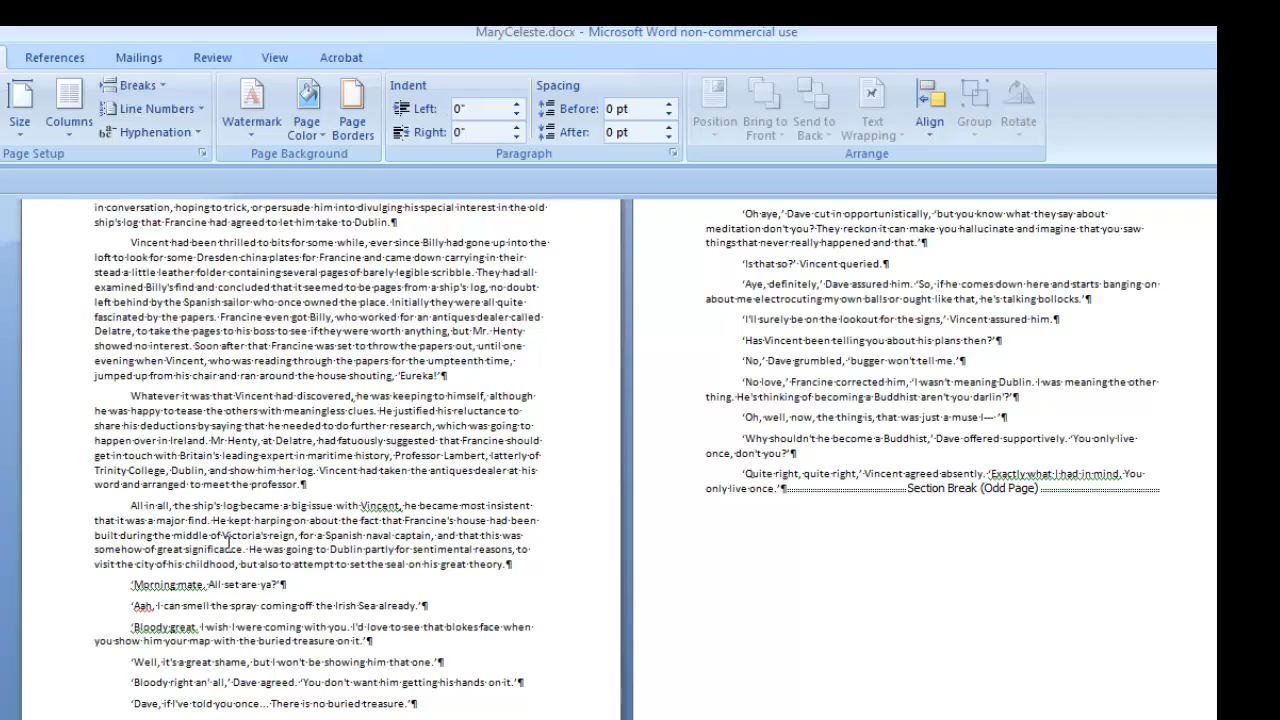 MaryCeleste.docx - Microsoft Word non-commercial use
References Mailings Review View Acrobat
Size Columns Breaks Line Numbers Hyphenation Watermark Page Color Page Borders Indent Left: 0" Right: 0" Spacing Before: 0 pt After: 0 pt Position Bring to Front Send to Back Text Wrapping Align Group Rotate
Page Setup Page Background Paragraph Arrange
in conversation, hoping to trick, or persuade him into divulging his special interest in the old
ship's log that Francine had agreed to let him take to Dublin.¶
Vincent had been thrilled to bits for some while, ever since Billy had gone up into the
loft to look for some Dresden china plates for Francine and came down carrying in their
stead a little leather folder containing several pages of barely legible scribble. They had all
examined Billy's find and concluded that it seemed to be pages from a ship's log, no doubt
left behind by the Spanish sailor who once owned the place. Initially they were all quite
fascinated by the papers. Francine even got Billy, who worked for an antiques dealer called
Delatre, to take the pages to his boss to see if they were worth anything, but Mr. Henty
showed no interest. Soon after that Francine was set to throw the papers out, until one
evening when Vincent, who was reading through the papers for the umpteenth time,
jumped up from his chair and ran around the house shouting, 'Eureka!'¶
Whatever it was that Vincent had discovered, he was keeping to himself, although
he was happy to tease the others with meaningless clues. He justified his reluctance to
share his deductions by saying that he needed to do further research, which was going to
happen over in Ireland. Mr Henty, at Delatre, had fatuously suggested that Francine should
get in touch with Britain's leading expert in maritime history, Professor Lambert, latterly of
Trinity College, Dublin, and show him her log. Vincent had taken the antiques dealer at his
word and arranged to meet the professor.¶
All in all, the ship's log became a big issue with Vincent, he became most insistent
that it was a major find. He kept harping on about the fact that Francine's house had been
built during the middle of Victoria's reign, for a Spanish naval captain, and that this was
somehow of great significance. He was going to Dublin partly for sentimental reasons, to
visit the city of his childhood, but also to attempt to set the seal on his great theory.¶
'Morning mate. All set are ya?'¶
'Aah, I can smell the spray coming off the Irish Sea already.'¶
'Bloody great, I wish I were coming with you. I'd love to see that blokes face when
you show him your map with the buried treasure on it.'¶
'Well, it's a great shame, but I won't be showing him that one.'¶
'Bloody right an' all,' Dave agreed. 'You don't want him getting his hands on it.'¶
'Dave, if I've told you once... There is no buried treasure.'¶
'Oh aye,' Dave cut in opportunistically, 'but you know what they say about
meditation don't you? They reckon it can make you hallucinate and imagine that you saw
things that never really happened and that.'¶
'Is that so?' Vincent queried.¶
'Aye, definitely,' Dave assured him. 'So, if he comes down here and starts banging on
about me electrocuting my own balls or ought like that, he's talking bollocks.'¶
'I'll surely be on the lookout for the signs,' Vincent assured him.¶
'Has Vincent been telling you about his plans then?'¶
'No,' Dave grumbled, 'bugger won't tell me.'¶
'No love,' Francine corrected him, 'I wasn't meaning Dublin. I was meaning the other
thing. He's thinking of becoming a Buddhist aren't you darlin'?'¶
'Oh, well, now, the thing is, that was just a muse I— '¶
'Why shouldn't he become a Buddhist,' Dave offered supportively. 'You only live
once, don't you?'¶
'Quite right, quite right,' Vincent agreed absently. 'Exactly what I had in mind, You
only live once.'¶ Section Break (Odd Page)